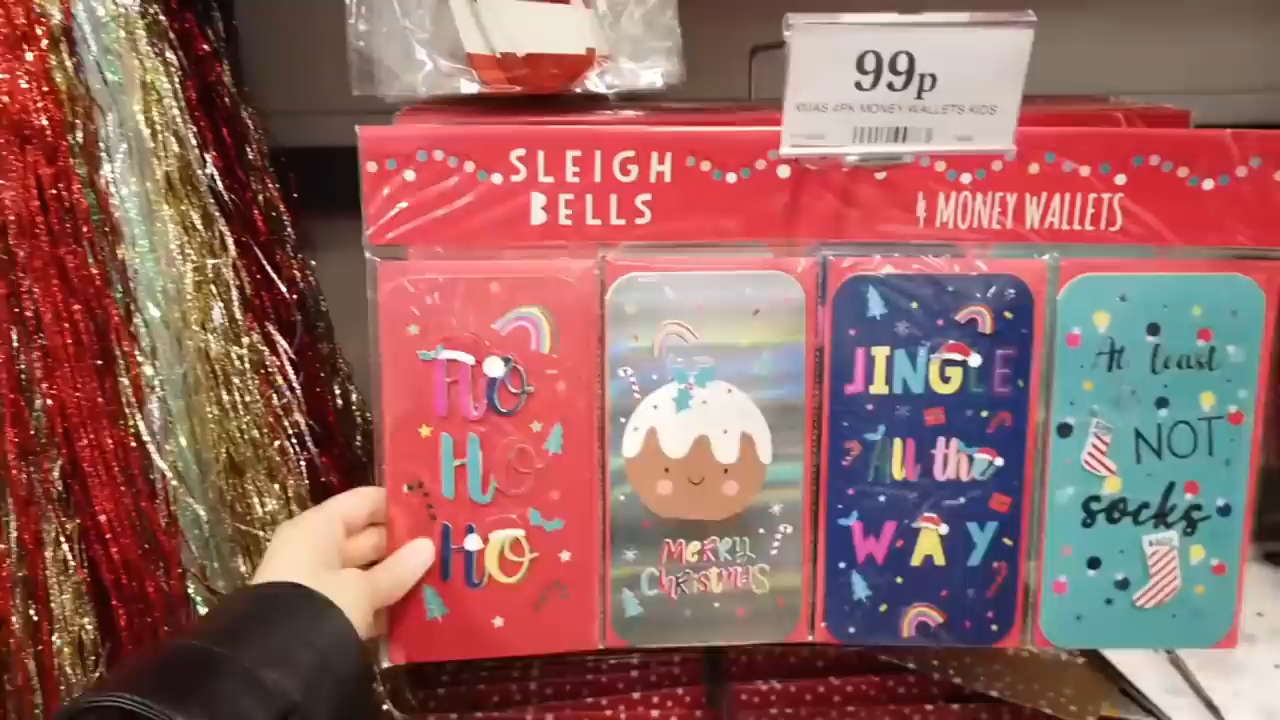 99p
XMAS 4PK MONEY WALLETS KIDS
SLEIGH
BELLS
4 MONEY WALLETS
HO
HO
HO
MERRY
CHRISTMAS
JINGLE
All the
WAY
At least
NOT
socks